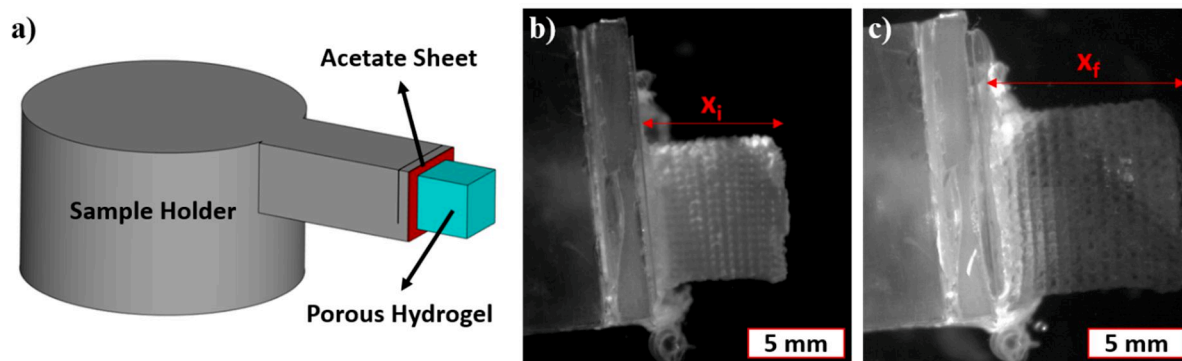 a)
Acetate Sheet
Sample Holder
Porous Hydrogel
b)
xi
5 mm
c)
xf
5 mm